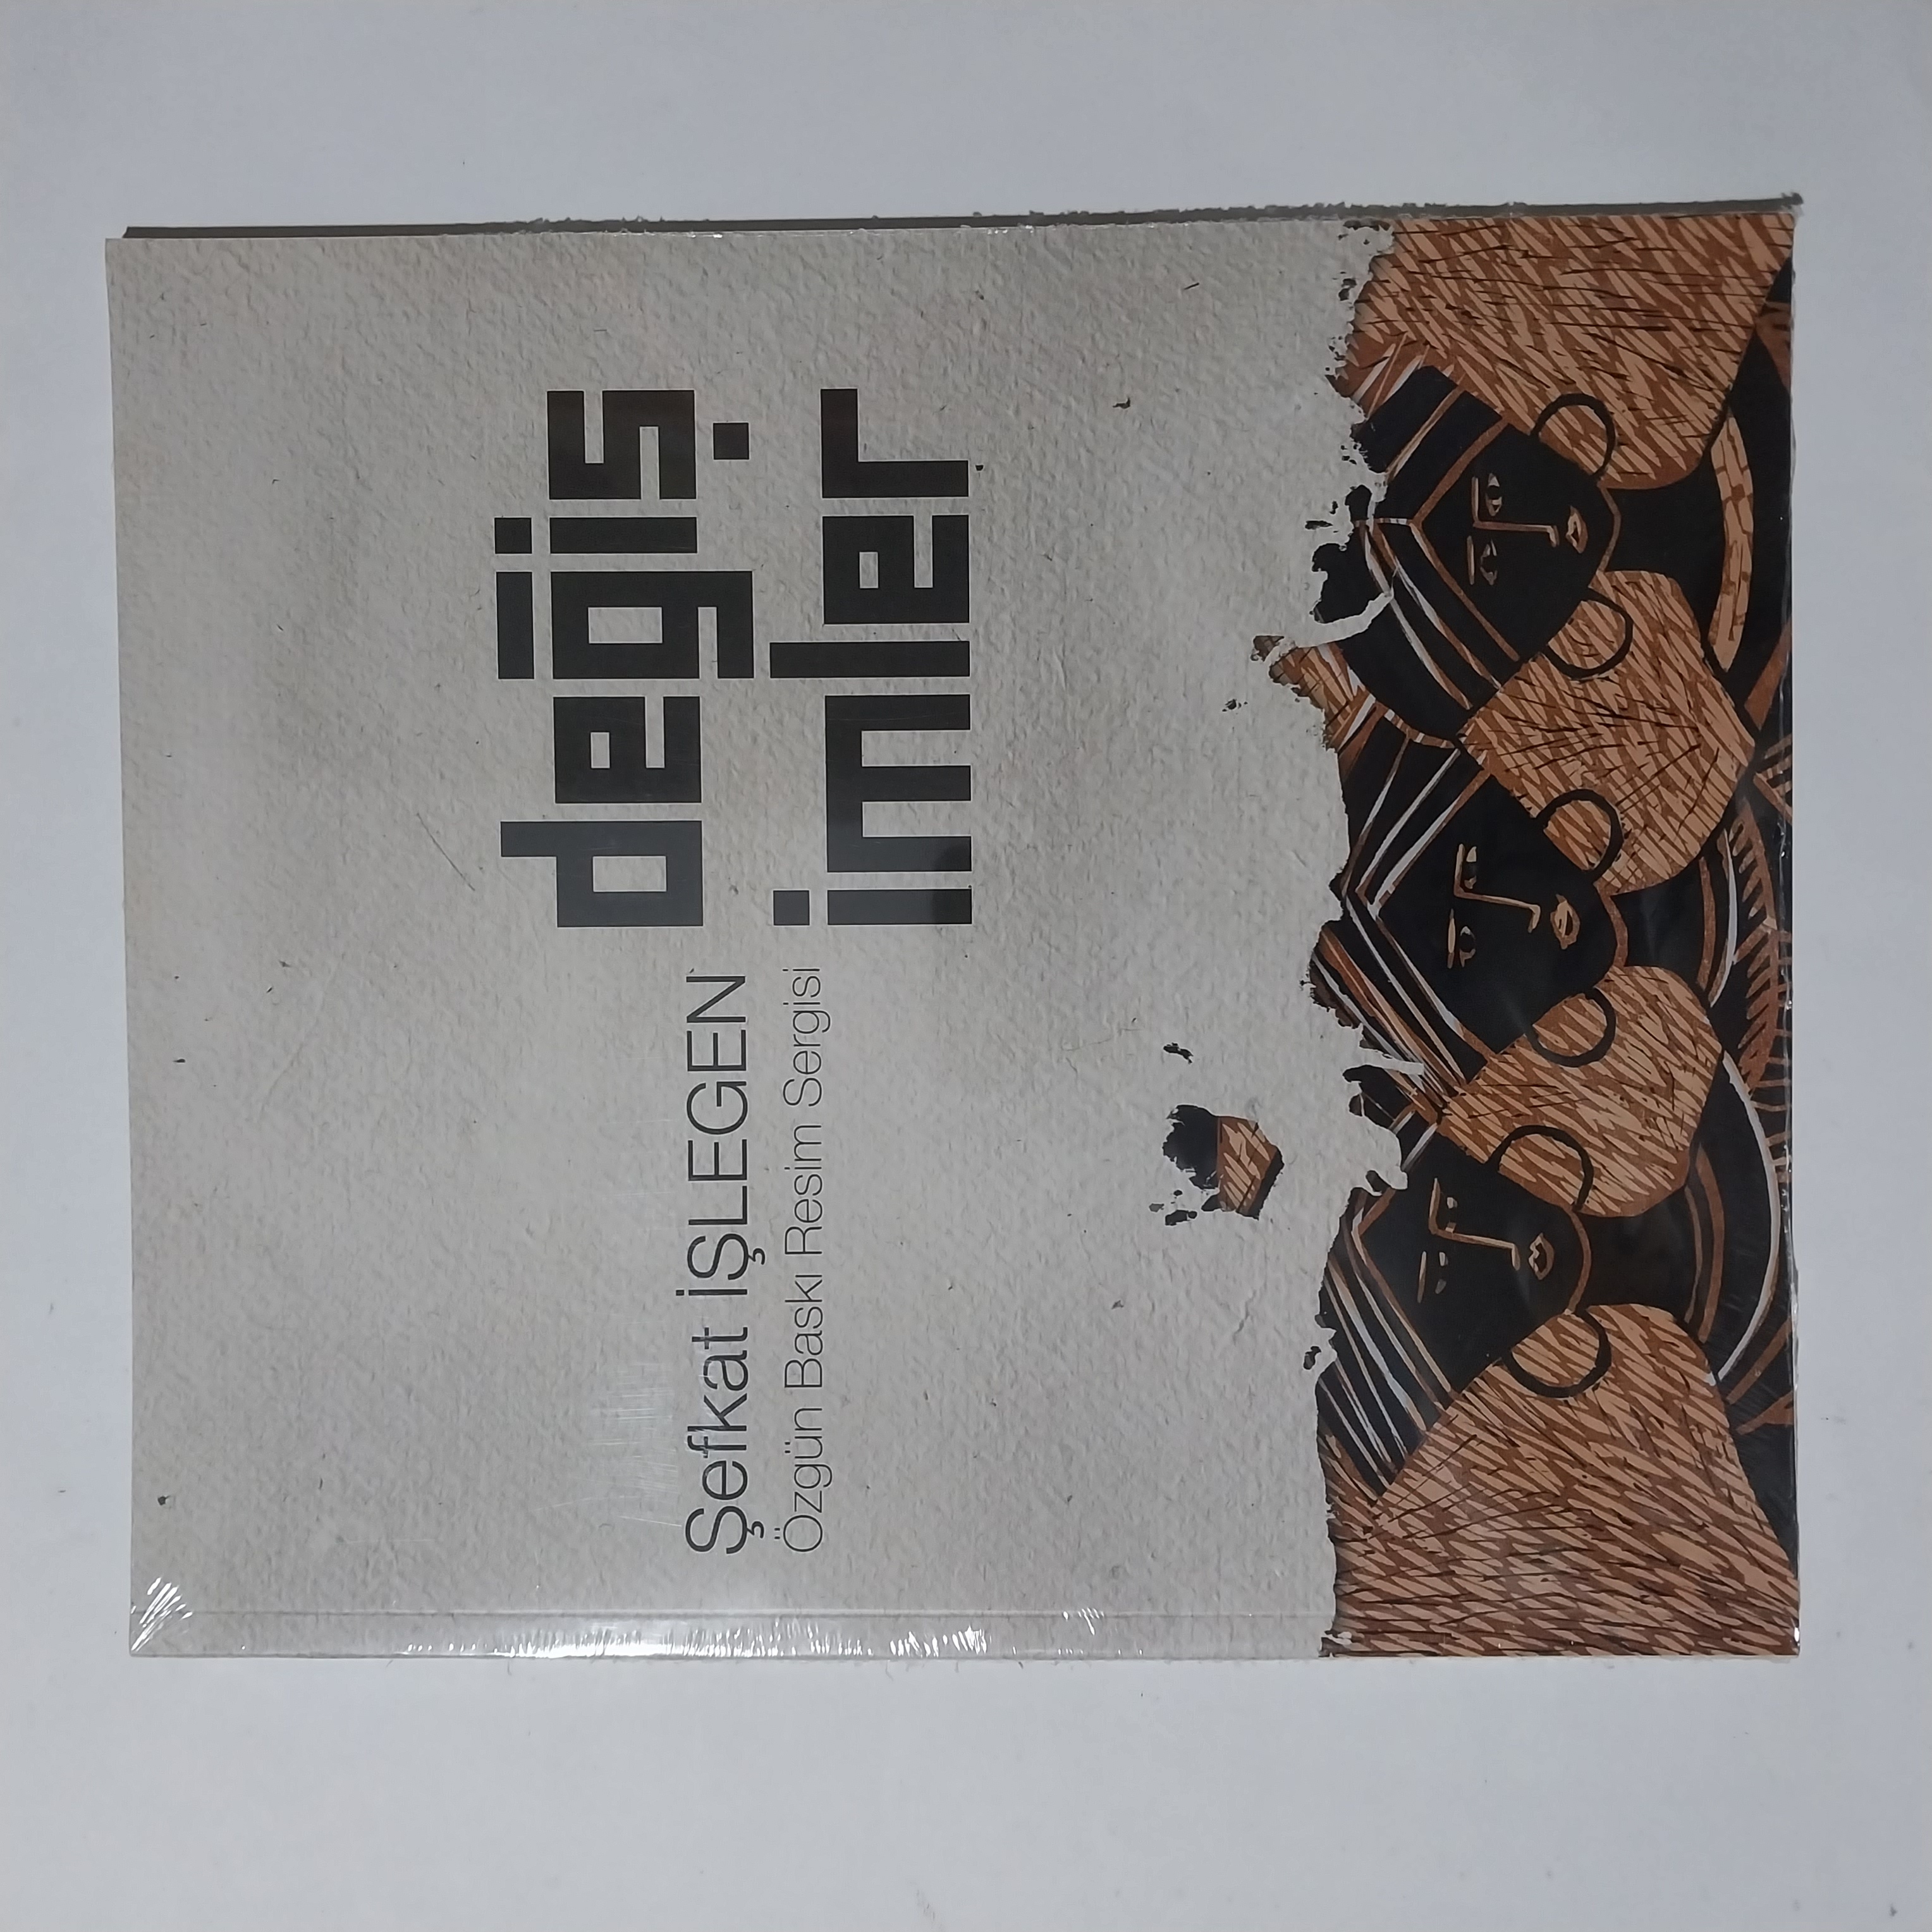 değiş
imler
Şefkat İŞLEGEN
Özgün Baskı Resim Sergisi